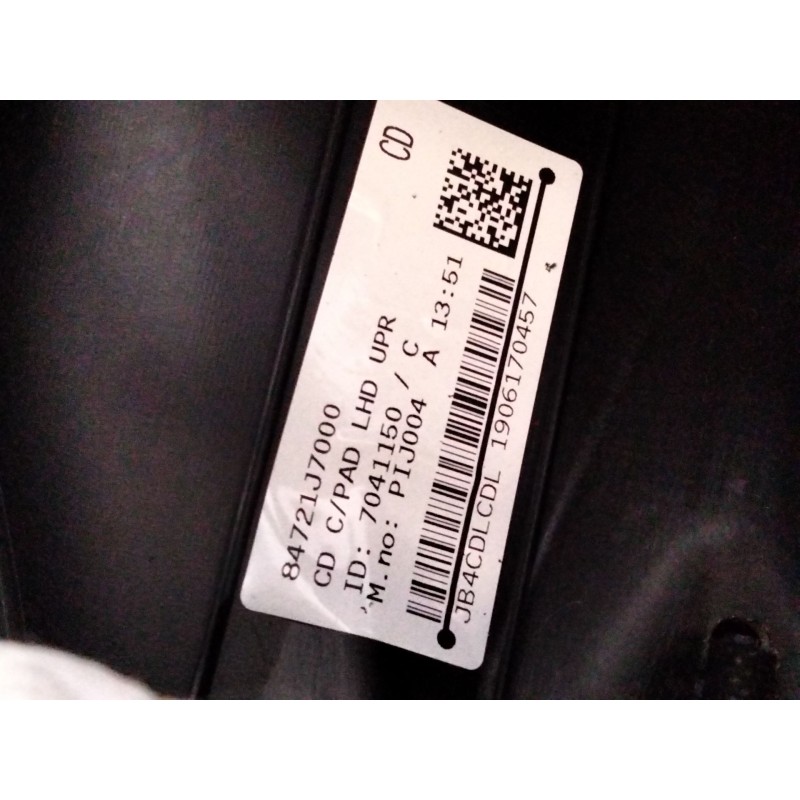 CD
84721J7000
CD C/PAD LHD UPR
ID: 7041150 / C
M.no: PIJ004 A 13:51
JB4CDLCDL 1906170457